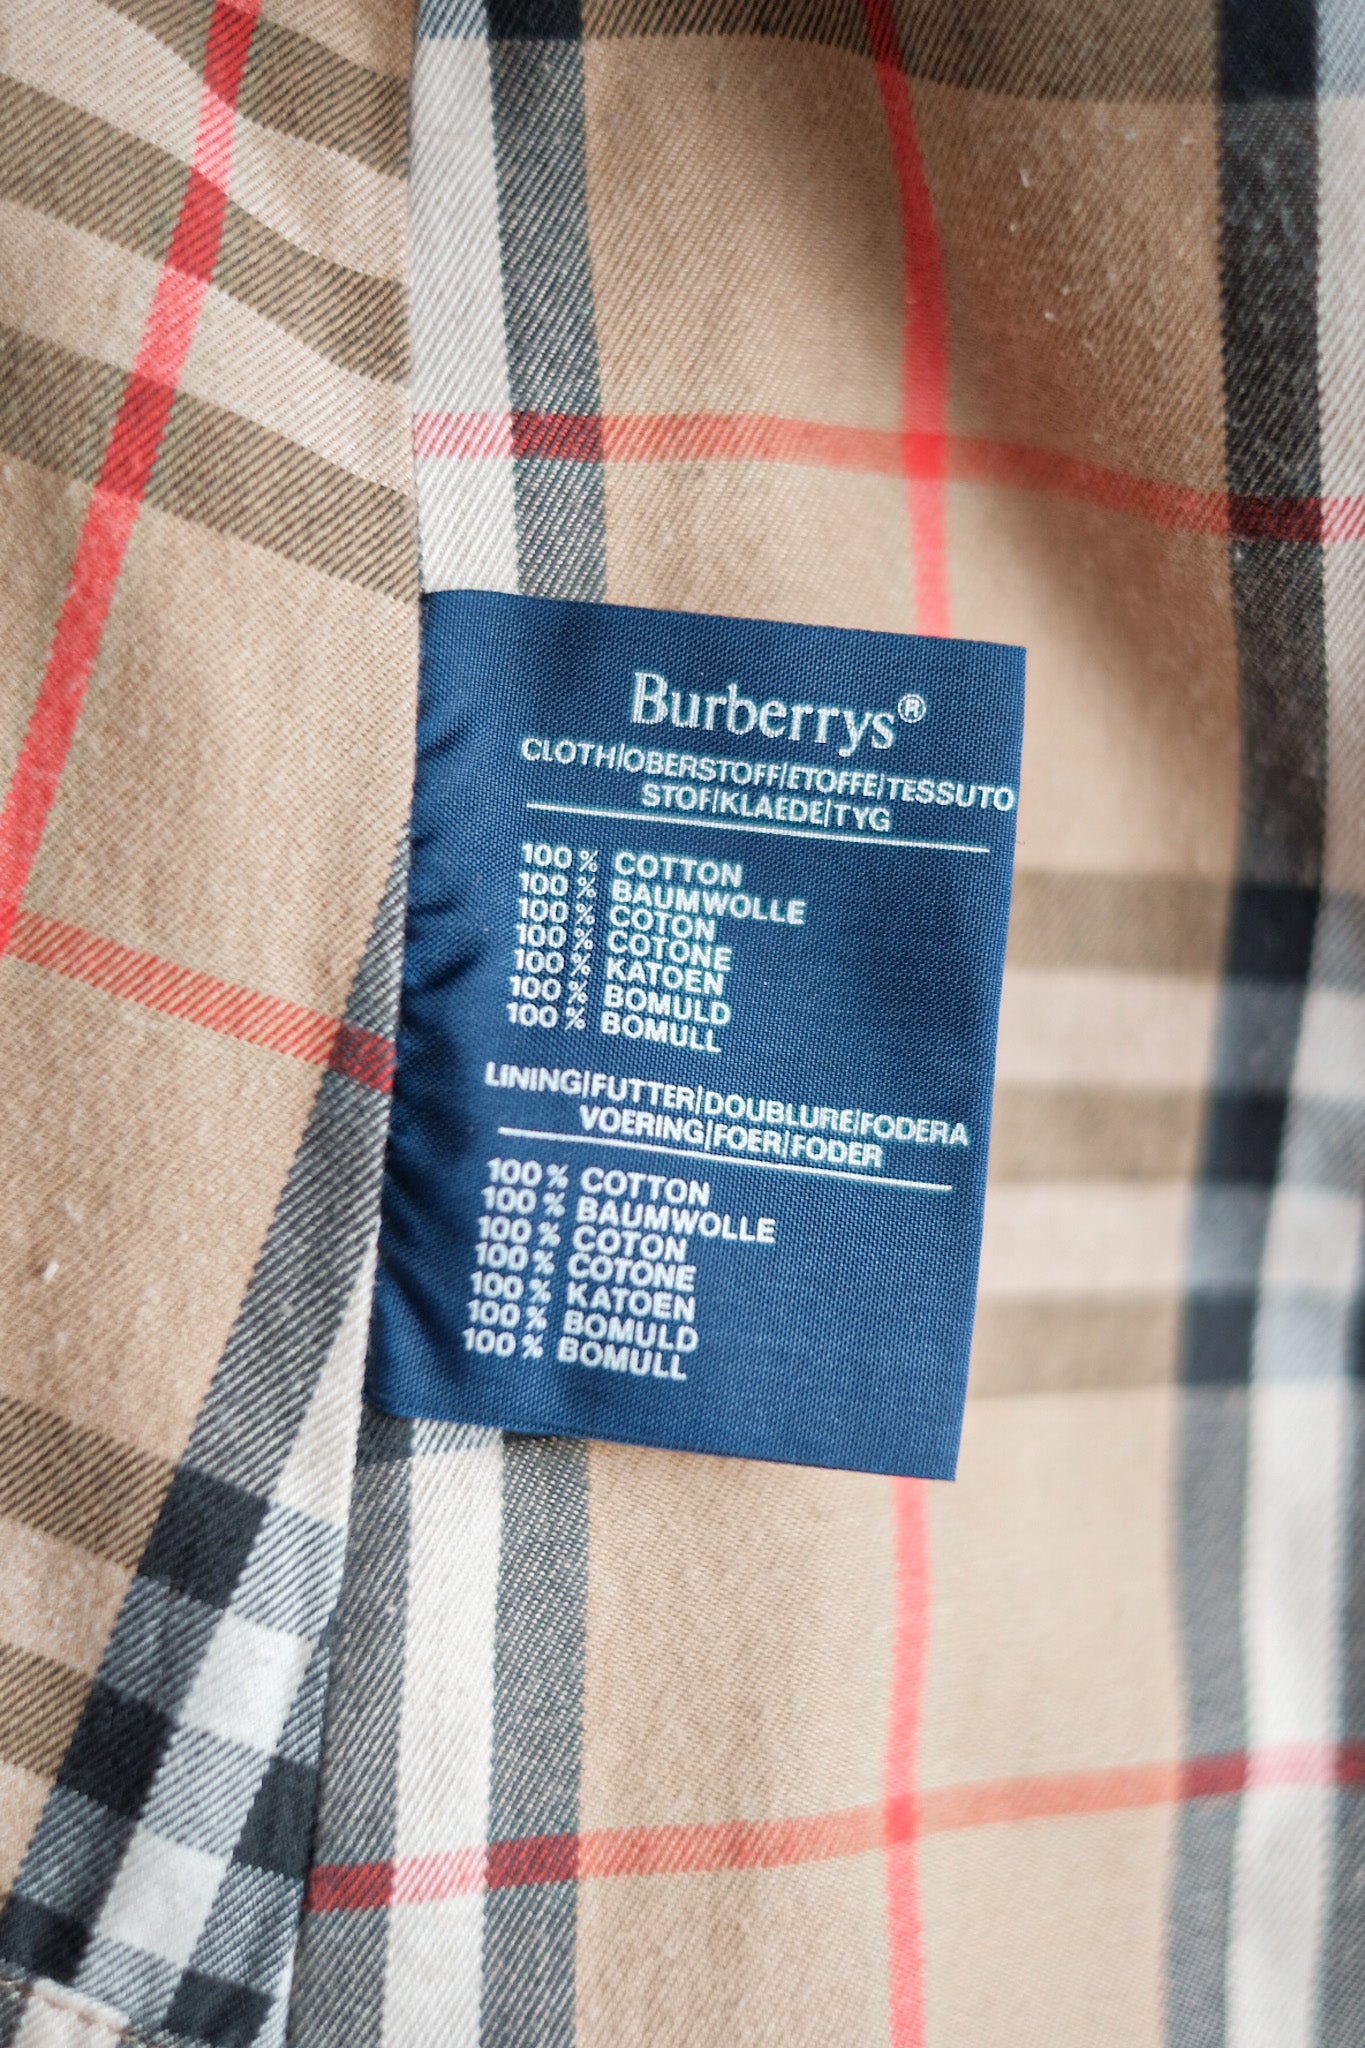 Burberrys®
CLOTH|OBERSTOFF|ETOFFE|TESSUTO
STOF|KLAEDE|TYG
100 % COTTON
100 % BAUMWOLLE
100 % COTON
100 % COTONE
100 % KATOEN
100 % BOMULD
100 % BOMULL
LINING|FUTTER|DOUBLURE|FODERA
VOERING|FOER|FODER
100 % COTTON
100 % BAUMWOLLE
100 % COTON
100 % COTONE
100 % KATOEN
100 % BOMULD
100 % BOMULL